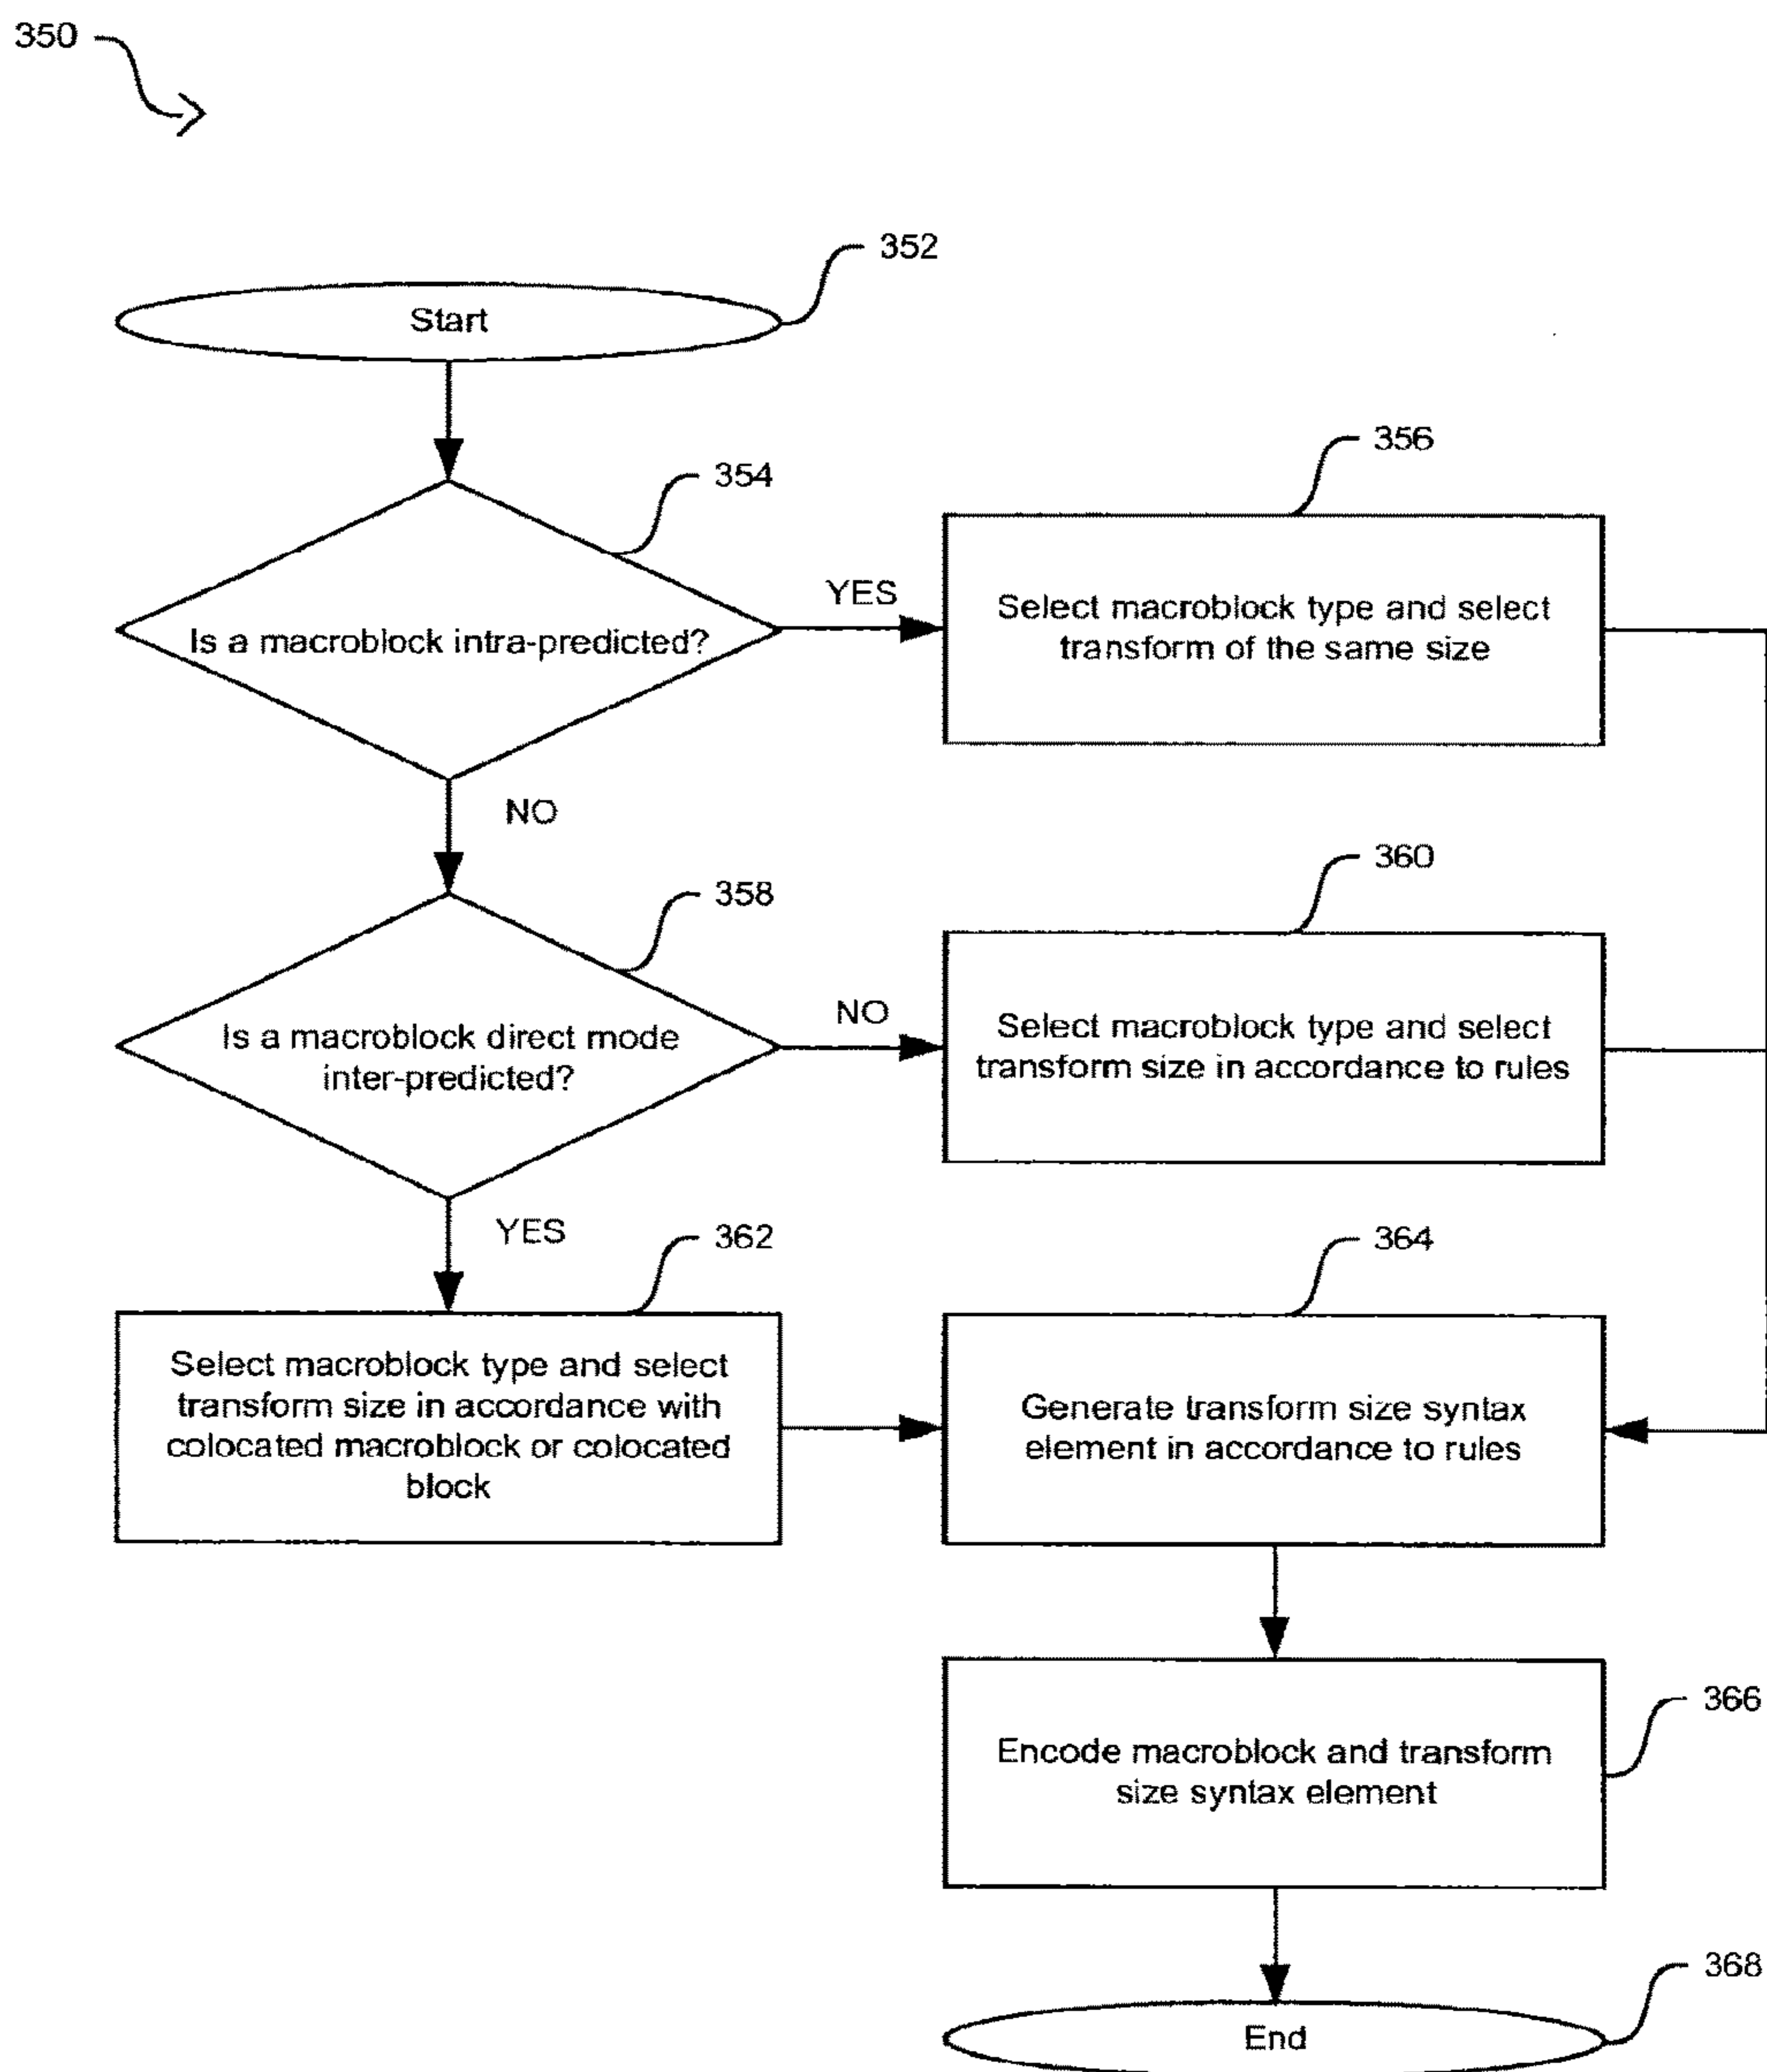 350
352
Start
354
356
Is a macroblock intra-predicted?
YES
Select macroblock type and select
transform of the same size
NO
358
360
Is a macroblock direct mode
inter-predicted?
NO
Select macroblock type and select
transform size in accordance to rules
YES
362
364
Select macroblock type and select
transform size in accordance with
colocated macroblock or colocated
block
Generate transform size syntax
element in accordance to rules
366
Encode macroblock and transform
size syntax element
368
End